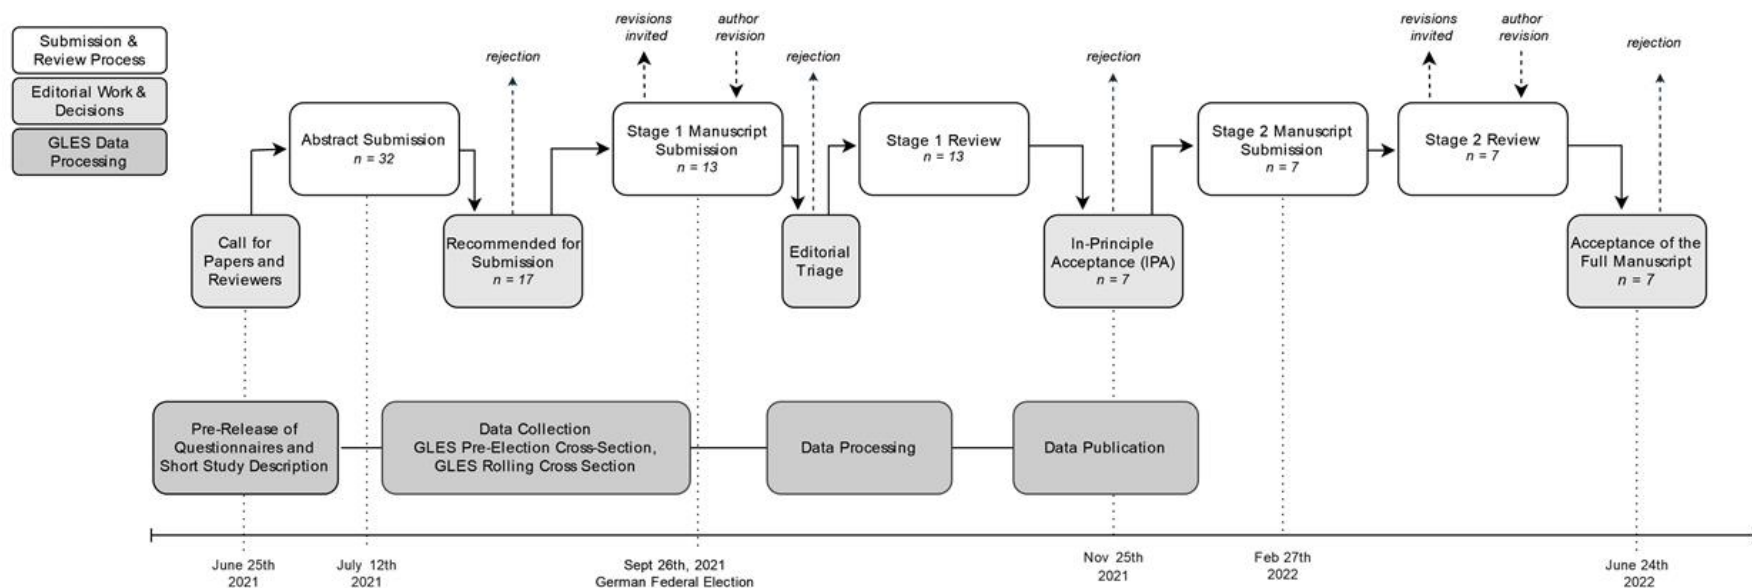 Submission &
Review Process
Editorial Work &
Decisions
GLES Data
Processing
rejection
revisions
invited
author
revision
rejection
rejection
revisions
invited
author
revision
rejection
Abstract Submission
n = 32
Stage 1 Manuscript
Submission
n = 13
Stage 1 Review
n = 13
Stage 2 Manuscript
Submission
n = 7
Stage 2 Review
n = 7
Call for
Papers and
Reviewers
Recommended for
Submission
n = 17
Editorial
Triage
In-Principle
Acceptance (IPA)
n = 7
Acceptance of the
Full Manuscript
n = 7
Pre-Release of
Questionnaires and
Short Study Description
Data Collection
GLES Pre-Election Cross-Section,
GLES Rolling Cross Section
Data Processing
Data Publication
June 25th
2021
July 12th
2021
Sept 26th, 2021
German Federal Election
Nov 25th
2021
Feb 27th
2022
June 24th
2022